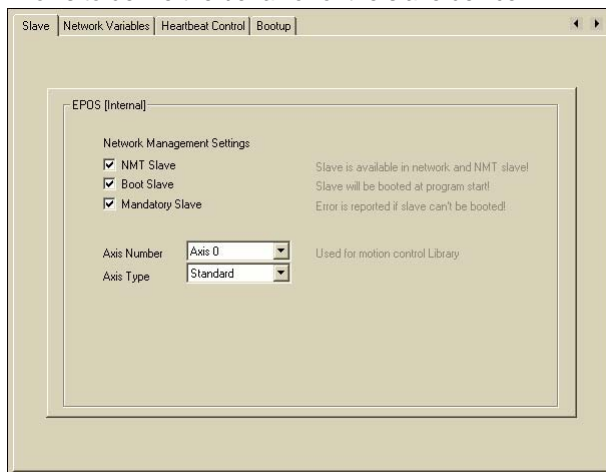 Slave Network Variables Heartbeat Control Bootup
EPOS [Internal]
Network Management Settings
NMT Slave Slave is available in network and NMT slave!
Boot Slave Slave will be booted at program start!
Mandatory Slave Error is reported if slave can't be booted!
Axis Number Axis 0 Used for motion control Library
Axis Type Standard